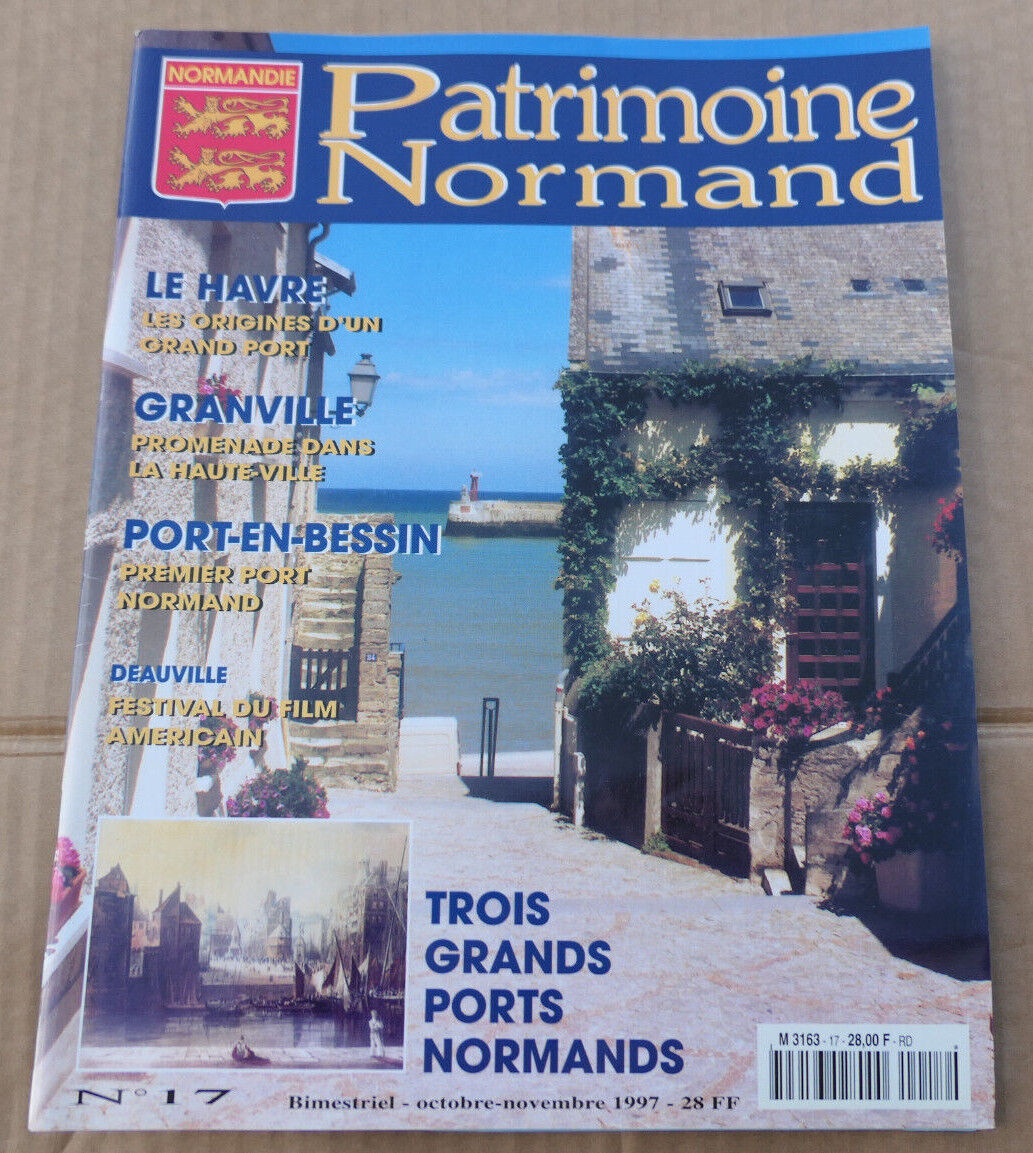 NORMANDIE
Patrimoine
Normand
LE HAVRE
LES ORIGINES D'UN
GRAND PORT
GRANVILLE
PROMENADE DANS
LA HAUTE-VILLE
PORT-EN-BESSIN
PREMIER PORT
NORMAND
DEAUVILLE
FESTIVAL DU FILM
AMERICAIN
TROIS
GRANDS
PORTS
NORMANDS
M 3163 - 17 - 28,00 F - RD
N°17
Bimestriel - octobre-novembre 1997 - 28 FF